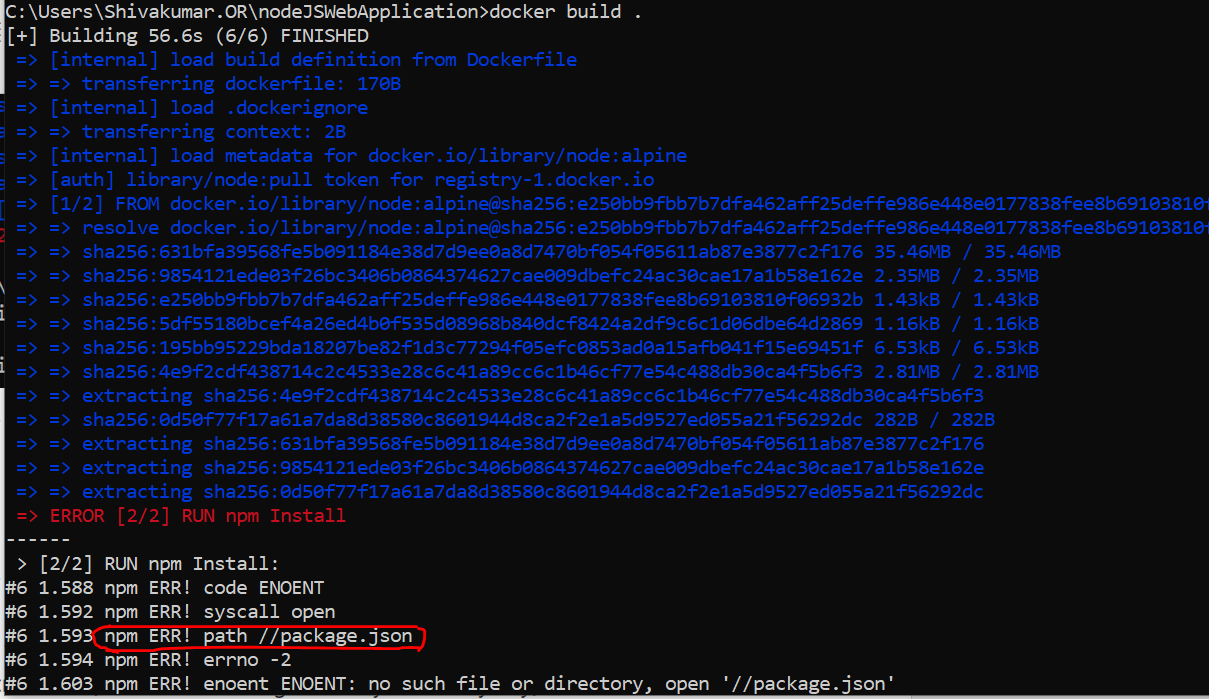 C:\Users\Shivakumar.OR\nodeJSWebApplication>docker build .
[+] Building 56.6s (6/6) FINISHED
=> [internal] load build definition from Dockerfile
=> => transferring dockerfile: 170B
=> [internal] load .dockerignore
=> => transferring context: 2B
=> [internal] load metadata for docker.io/library/node:alpine
=> [auth] library/node:pull token for registry-1.docker.io
=> [1/2] FROM docker.io/library/node:alpine@sha256:e250bb9fbb7b7dfa462aff25deffe986e448e0177838fee8b69103810f
=> => resolve docker.io/library/node:alpine@sha256:e250bb9fbb7b7dfa462aff25deffe986e448e0177838fee8b69103810f
=> => sha256:631bfa39568fe5b091184e38d7d9ee0a8d7470bf054f05611ab87e3877c2f176 35.46MB / 35.46MB
=> => sha256:9854121ede03f26bc3406b0864374627cae009dbefc24ac30cae17a1b58e162e 2.35MB / 2.35MB
=> => sha256:e250bb9fbb7b7dfa462aff25deffe986e448e0177838fee8b69103810f06932b 1.43kB / 1.43kB
=> => sha256:5df55180bcef4a26ed4b0f535d08968b840dcf8424a2df9c6c1d06dbe64d2869 1.16kB / 1.16kB
=> => sha256:195bb95229bda18207be82f1d3c77294f05efc0853ad0a15afb041f15e69451f 6.53kB / 6.53kB
=> => sha256:4e9f2cdf438714c2c4533e28c6c41a89cc6c1b46cf77e54c488db30ca4f5b6f3 2.81MB / 2.81MB
=> => extracting sha256:4e9f2cdf438714c2c4533e28c6c41a89cc6c1b46cf77e54c488db30ca4f5b6f3
=> => sha256:0d50f77f17a61a7da8d38580c8601944d8ca2f2e1a5d9527ed055a21f56292dc 282B / 282B
=> => extracting sha256:631bfa39568fe5b091184e38d7d9ee0a8d7470bf054f05611ab87e3877c2f176
=> => extracting sha256:9854121ede03f26bc3406b0864374627cae009dbefc24ac30cae17a1b58e162e
=> => extracting sha256:0d50f77f17a61a7da8d38580c8601944d8ca2f2e1a5d9527ed055a21f56292dc
=> ERROR [2/2] RUN npm Install
------
> [2/2] RUN npm Install:
#6 1.588 npm ERR! code ENOENT
#6 1.592 npm ERR! syscall open
#6 1.593 npm ERR! path //package.json
#6 1.594 npm ERR! errno -2
#6 1.603 npm ERR! enoent ENOENT: no such file or directory, open '//package.json'